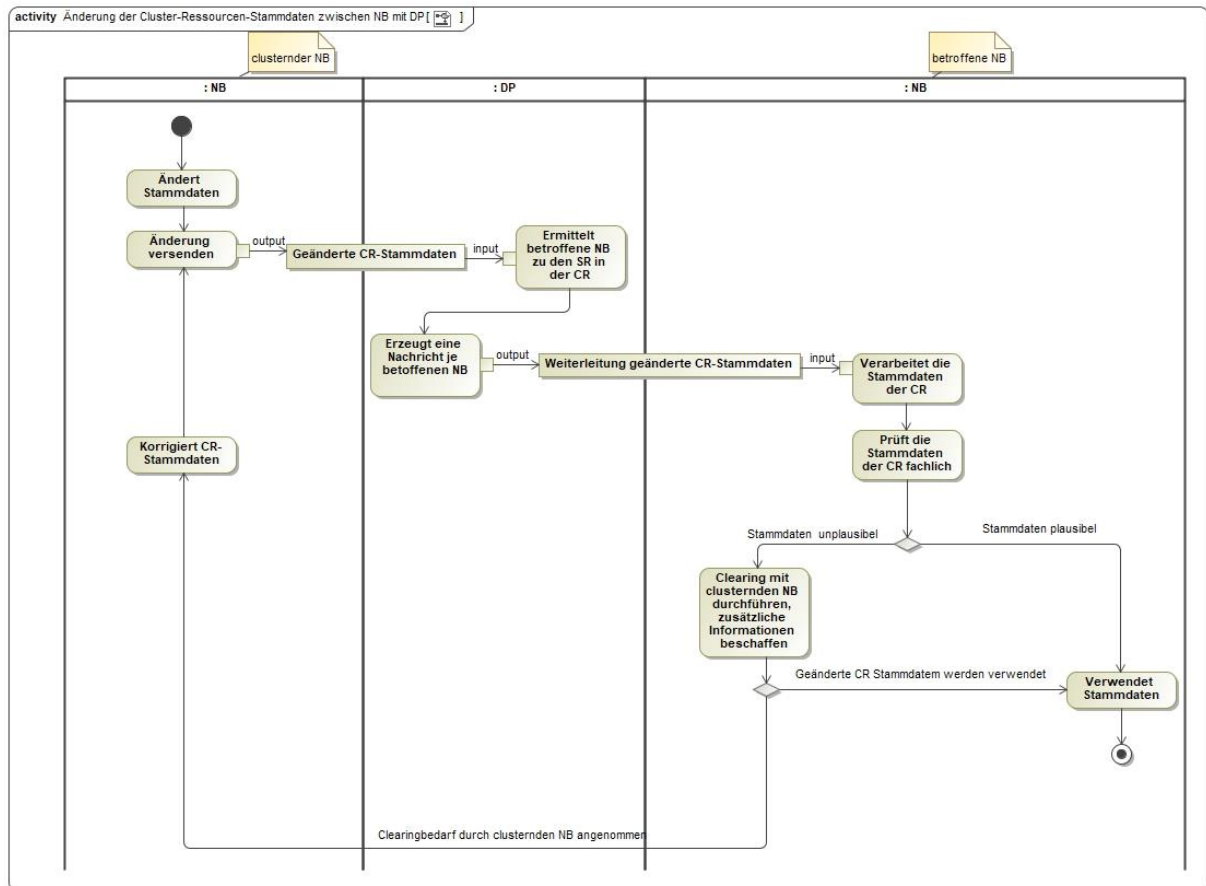 activity Änderung der Cluster-Ressourcen-Stammdaten zwischen NB mit DP[ ]
clusternder NB
betroffene NB
: NB
: DP
: NB
Ändert
Stammdaten
Änderung
versenden
output
Geänderte CR-Stammdaten
input
Ermittelt
betroffene NB
zu den SR in
der CR
Erzeugt eine
Nachricht je
betoffenen NB
output
Weiterleitung geänderte CR-Stammdaten
input
Verarbeitet die
Stammdaten
der CR
Korrigiert CR-
Stammdaten
Prüft die
Stammdaten
der CR fachlich
Stammdaten unplausibel
Stammdaten plausibel
Clearing mit
clusternden NB
durchführen,
zusätzliche
Informationen
beschaffen
Geänderte CR Stammdatem werden verwendet
Verwendet
Stammdaten
Clearingbedarf durch clusternden NB angenommen